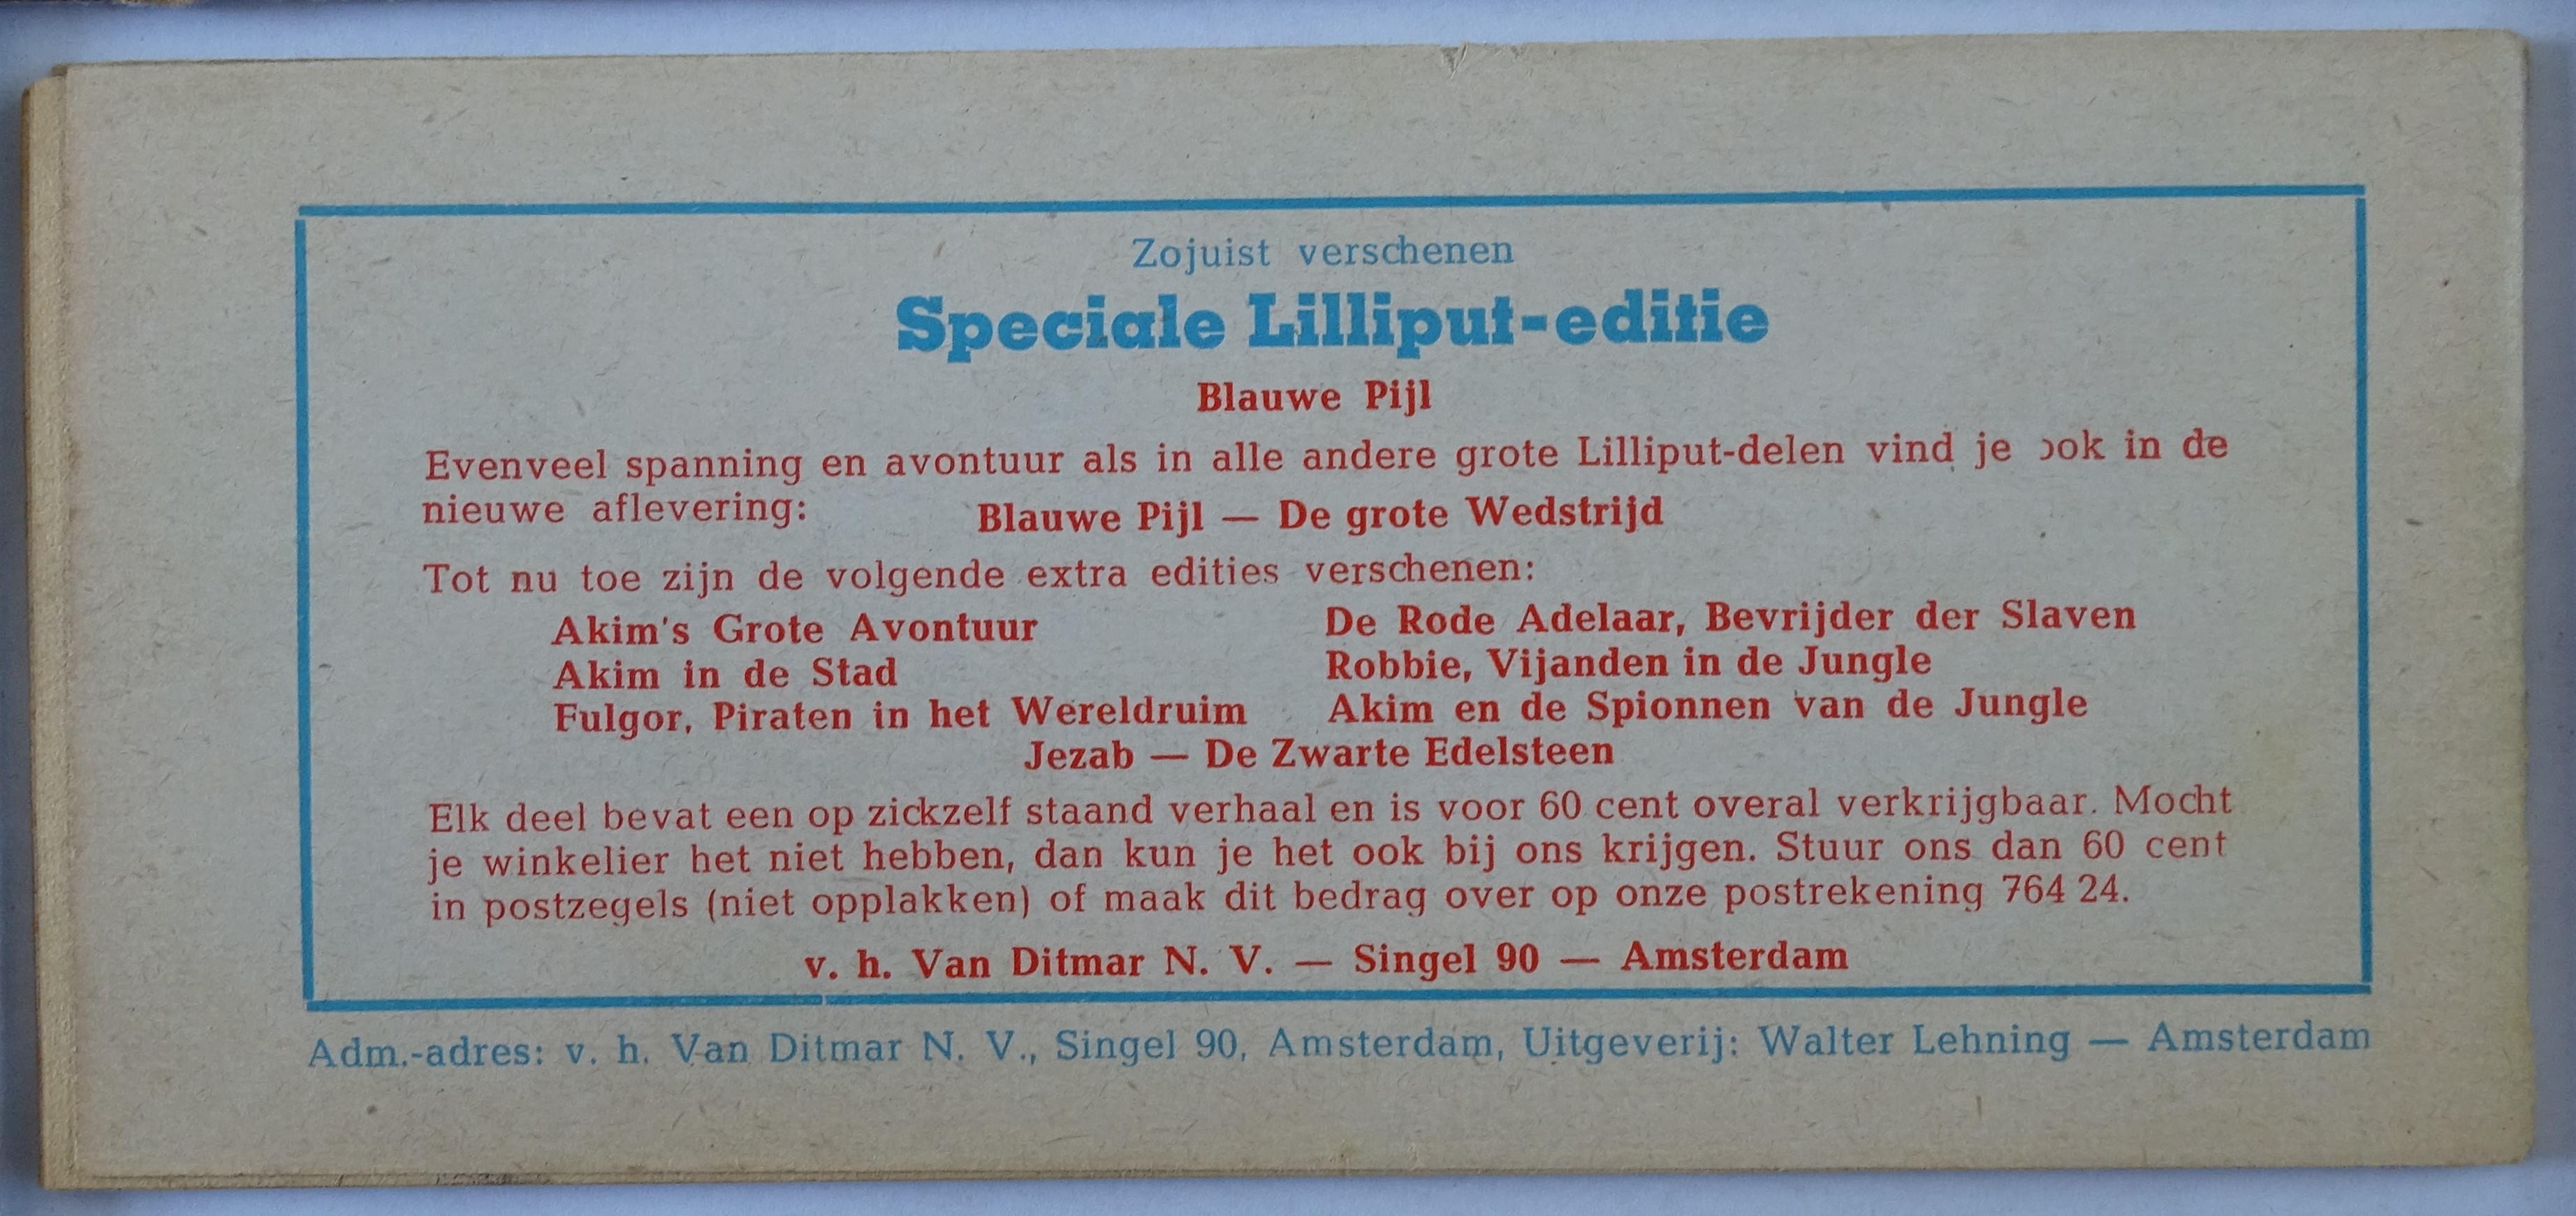 Zojuist verschenen
Speciale Lilliput-editie
Blauwe Pijl
Evenveel spanning en avontuur als in alle andere grote Lilliput-delen vind je ook in de
nieuwe aflevering: Blauwe Pijl — De grote Wedstrijd
Tot nu toe zijn de volgende extra edities verschenen:
Akim's Grote Avontuur De Rode Adelaar, Bevrijder der Slaven
Akim in de Stad Robbie, Vijanden in de Jungle
Fulgor, Piraten in het Wereldruim Akim en de Spionnen van de Jungle
Jezab — De Zwarte Edelsteen
Elk deel bevat een op zickzelf staand verhaal en is voor 60 cent overal verkrijgbaar. Mocht
je winkelier het niet hebben, dan kun je het ook bij ons krijgen. Stuur ons dan 60 cent
in postzegels (niet opplakken) of maak dit bedrag over op onze postrekening 764 24.
v. h. Van Ditmar N. V. — Singel 90 — Amsterdam
Adm.-adres: v. h. Van Ditmar N. V., Singel 90, Amsterdam, Uitgeverij: Walter Lehning — Amsterdam